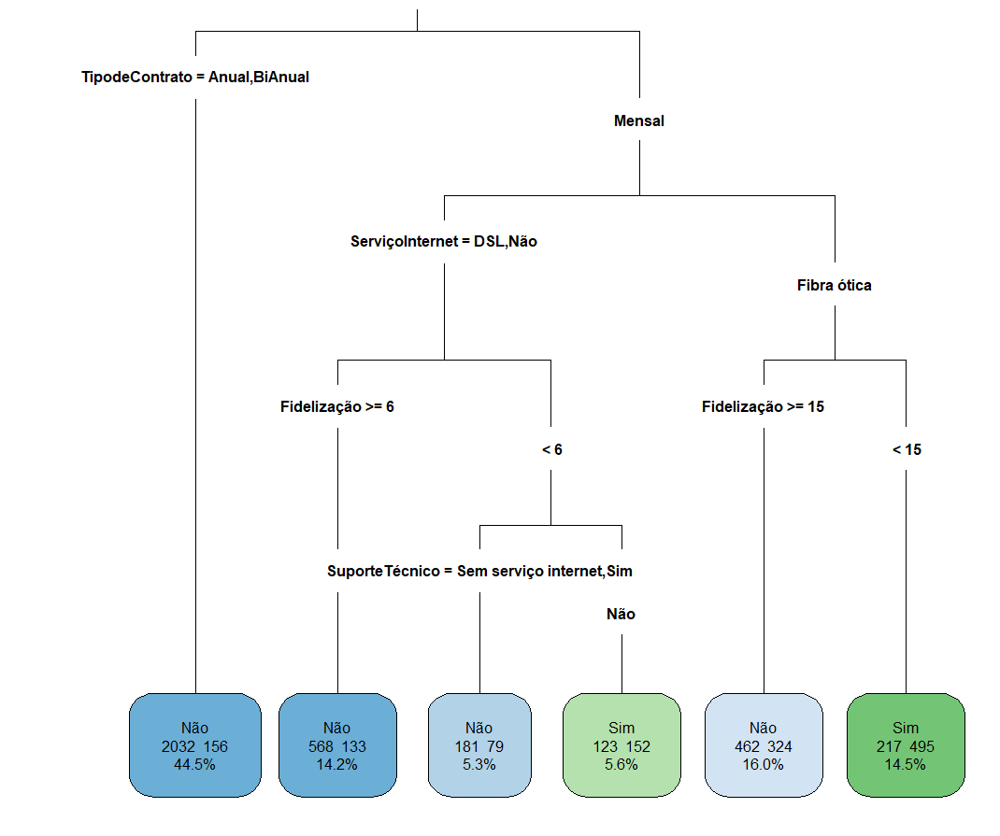 TipodeContrato = Anual,BiAnual
Mensal
ServiçoInternet = DSL,Não
Fibra ótica
Fidelização >= 6
Fidelização >= 15
< 6
< 15
SuporteTécnico = Sem serviço internet,Sim
Não
Não
2032 156
44.5%
Não
568 133
14.2%
Não
181 79
5.3%
Sim
123 152
5.6%
Não
462 324
16.0%
Sim
217 495
14.5%